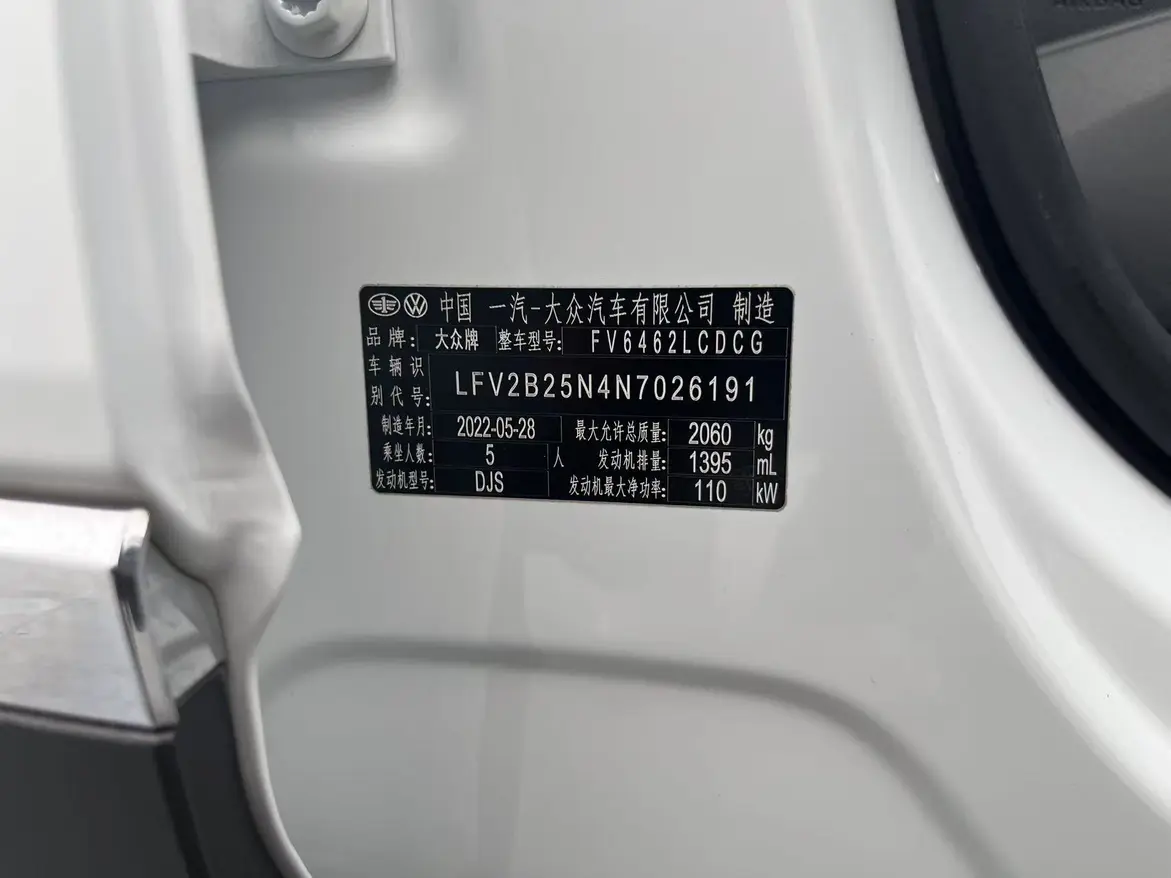 中国 一汽-大众汽车有限公司 制造
品牌: 大众牌 整车型号: FV6462LCDCG
车辆识别代号: LFV2B25N4N7026191
制造年月: 2022-05-28 最大允许总质量: 2060 kg
乘坐人数: 5 人 发动机排量: 1395 mL
发动机型号: DJS 发动机最大净功率: 110 kW